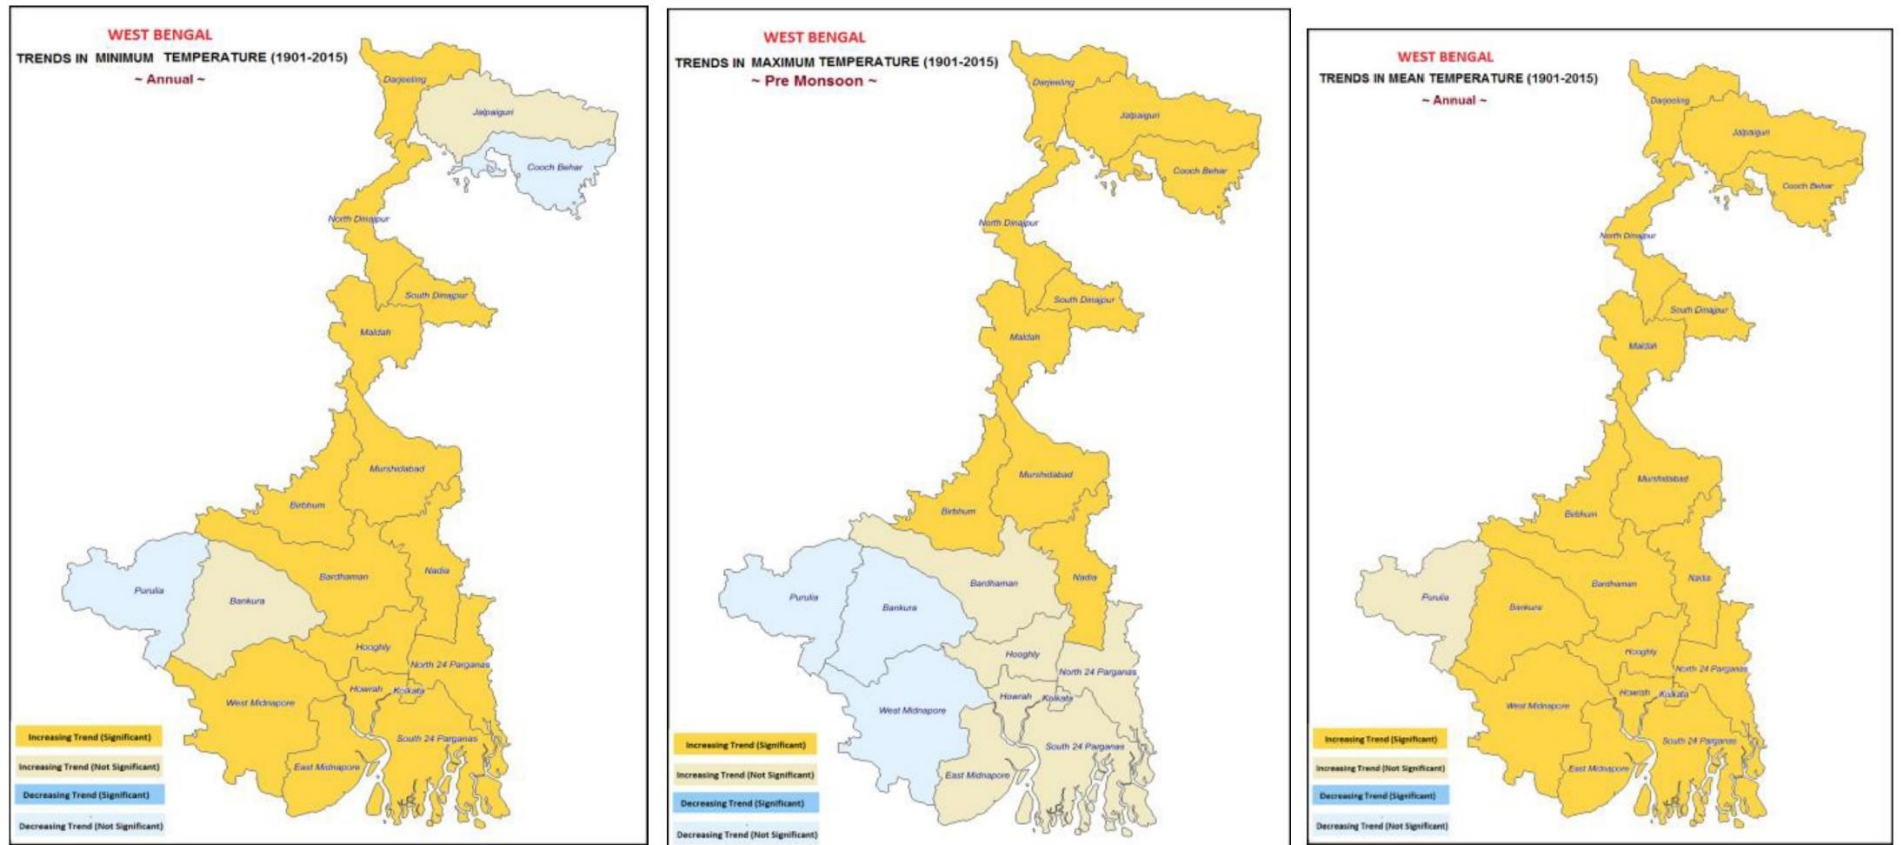 WEST BENGAL
TRENDS IN MINIMUM TEMPERATURE (1901-2015)
~ Annual ~
Darjeeling
Jalpaiguri
Cooch Behar
North Dinajpur
South Dinajpur
Maldah
Murshidabad
Birbhum
Nadia
Bardhaman
Purulia
Bankura
Hooghly
North 24 Parganas
Howrah
Kolkata
West Midnapore
South 24 Parganas
East Midnapore
Increasing Trend (Significant)
Increasing Trend (Not Significant)
Decreasing Trend (Significant)
Decreasing Trend (Not Significant)
WEST BENGAL
TRENDS IN MAXIMUM TEMPERATURE (1901-2015)
~ Pre Monsoon ~
Darjeeling
Jalpaiguri
Cooch Behar
North Dinajpur
South Dinajpur
Maldah
Murshidabad
Birbhum
Nadia
Bardhaman
Purulia
Bankura
Hooghly
North 24 Parganas
Howrah
Kolkata
West Midnapore
South 24 Parganas
East Midnapore
Increasing Trend (Significant)
Increasing Trend (Not Significant)
Decreasing Trend (Significant)
Decreasing Trend (Not Significant)
WEST BENGAL
TRENDS IN MEAN TEMPERATURE (1901-2015)
~ Annual ~
Darjeeling
Jalpaiguri
Cooch Behar
North Dinajpur
South Dinajpur
Maldah
Murshidabad
Birbhum
Nadia
Bardhaman
Purulia
Bankura
Hooghly
North 24 Parganas
Howrah
Kolkata
West Midnapore
South 24 Parganas
East Midnapore
Increasing Trend (Significant)
Increasing Trend (Not Significant)
Decreasing Trend (Significant)
Decreasing Trend (Not Significant)